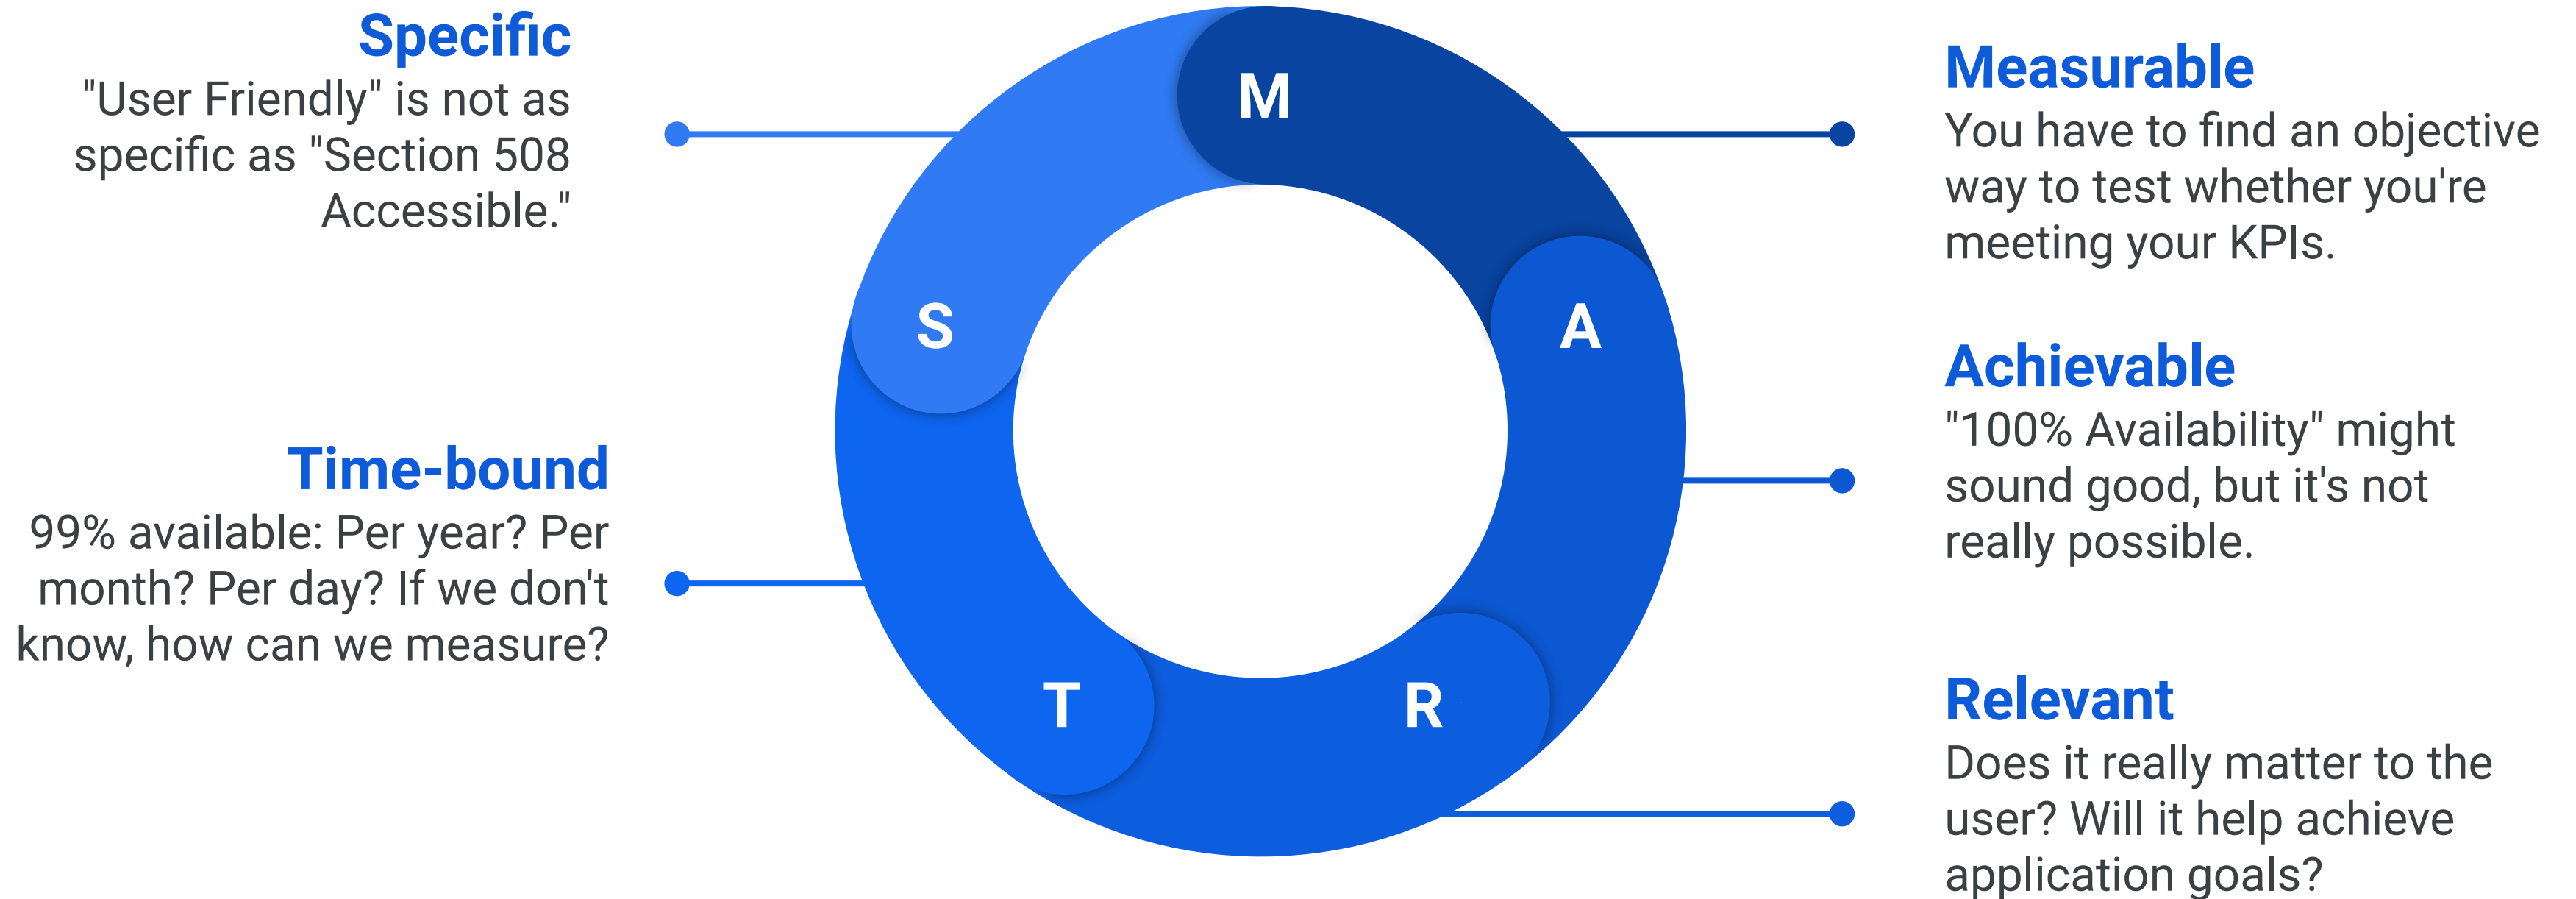 Specific
"User Friendly" is not as
specific as "Section 508
Accessible."
M
Measurable
You have to find an objective
way to test whether you're
meeting your KPIs.
S
A
Achievable
"100% Availability" might
sound good, but it's not
really possible.
Time-bound
99% available: Per year? Per
month? Per day? If we don't
know, how can we measure?
T
R
Relevant
Does it really matter to the
user? Will it help achieve
application goals?